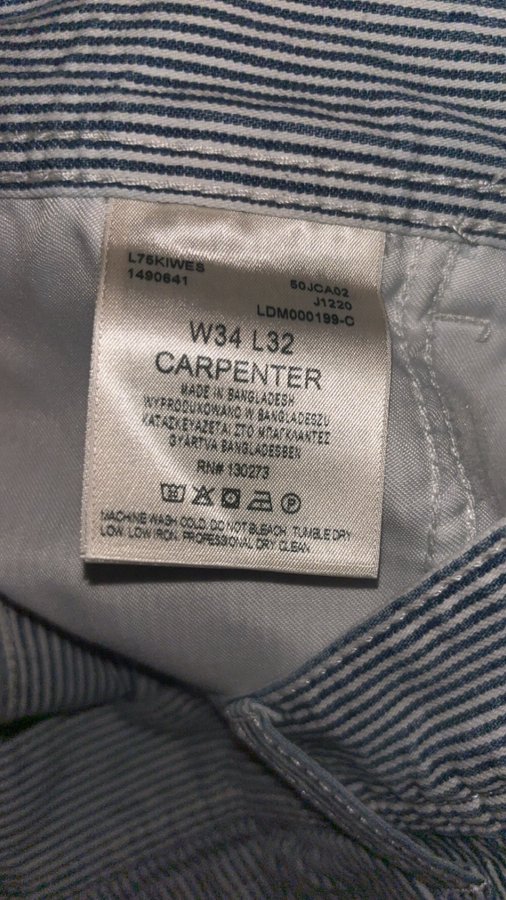 L75KIWES
1490641
50JCA02
J1220
LDM000199-C
W34 L32
CARPENTER
MADE IN BANGLADESH
WYPRODUKOWANO W BANGLADESZU
ΚΑΤΑΣΚΕΥΑΖΕΤΑΙ ΣΤΟ ΜΠΑΓΚΛΑΝΤΕΣ
GYÁRTVA BANGLADESBEN
RN# 130273
MACHINE WASH COLD. DO NOT BLEACH. TUMBLE DRY
LOW. LOW IRON. PROFESSIONAL DRY CLEAN